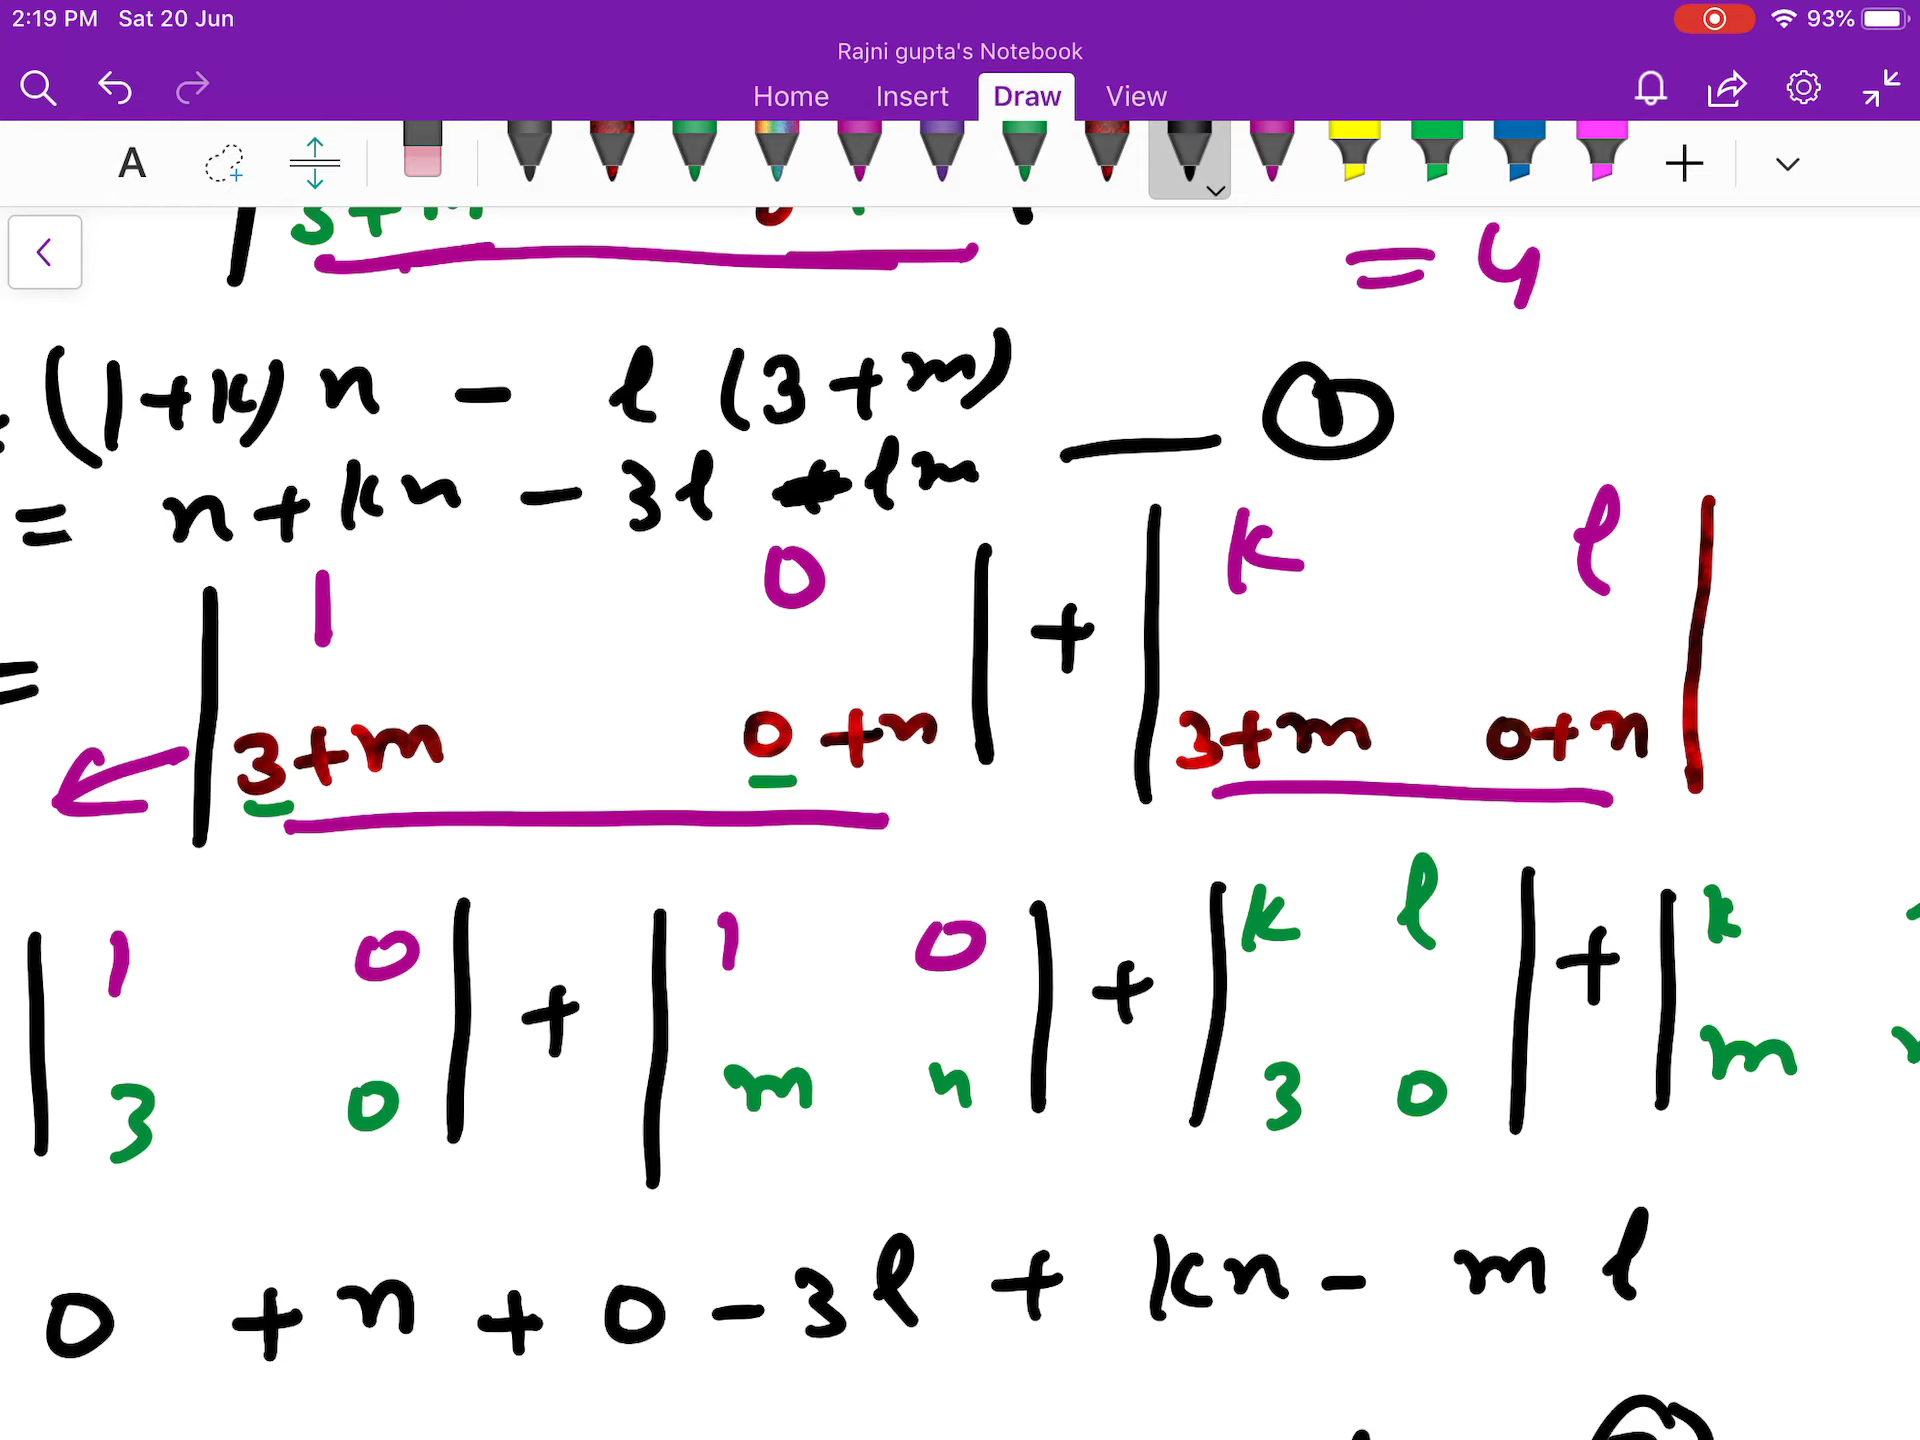 2:19 PM Sat 20 Jun 93%
Rajni gupta's Notebook
Home Insert Draw View
A
3+m
= 4
(1+k) n - l (3+m)
= n+kn - 3l - lm — ①
= | 1 0 | + | k l |
| 3+m 0+n | | 3+m 0+n |
| 1 0 | + | 1 0 | + | k l | + | k
| 3 0 | | m n | | 3 0 | | m
0 + n + 0 - 3l + kn - m l